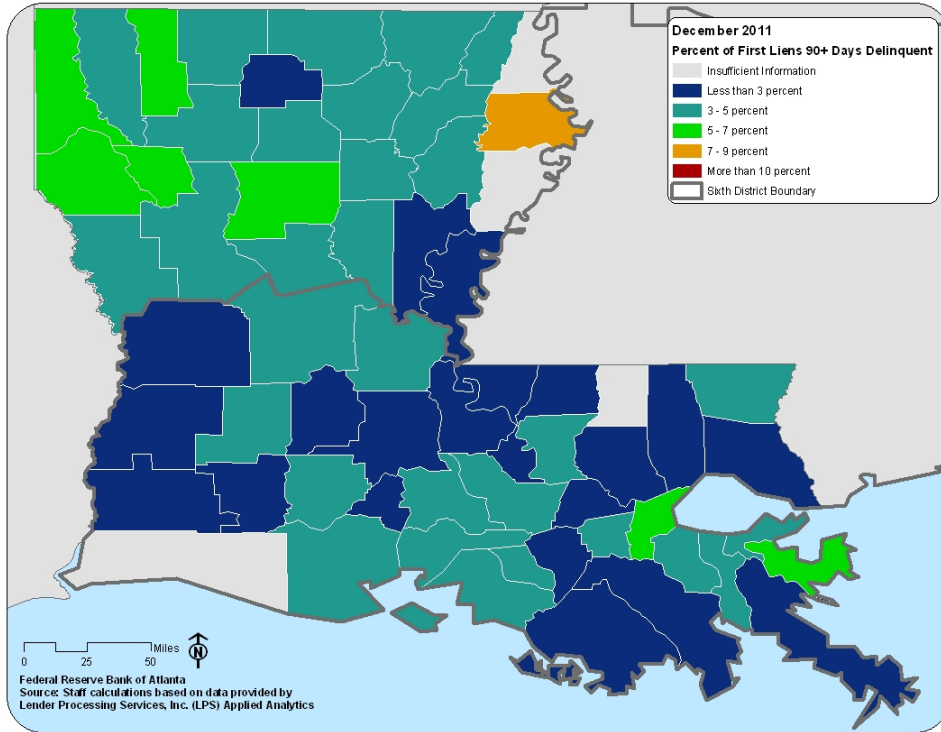 December 2011
Percent of First Liens 90+ Days Delinquent
Insufficient Information
Less than 3 percent
3 - 5 percent
5 - 7 percent
7 - 9 percent
More than 10 percent
Sixth District Boundary
Miles
0 25 50
N
Federal Reserve Bank of Atlanta
Source: Staff calculations based on data provided by
Lender Processing Services, Inc. (LPS) Applied Analytics